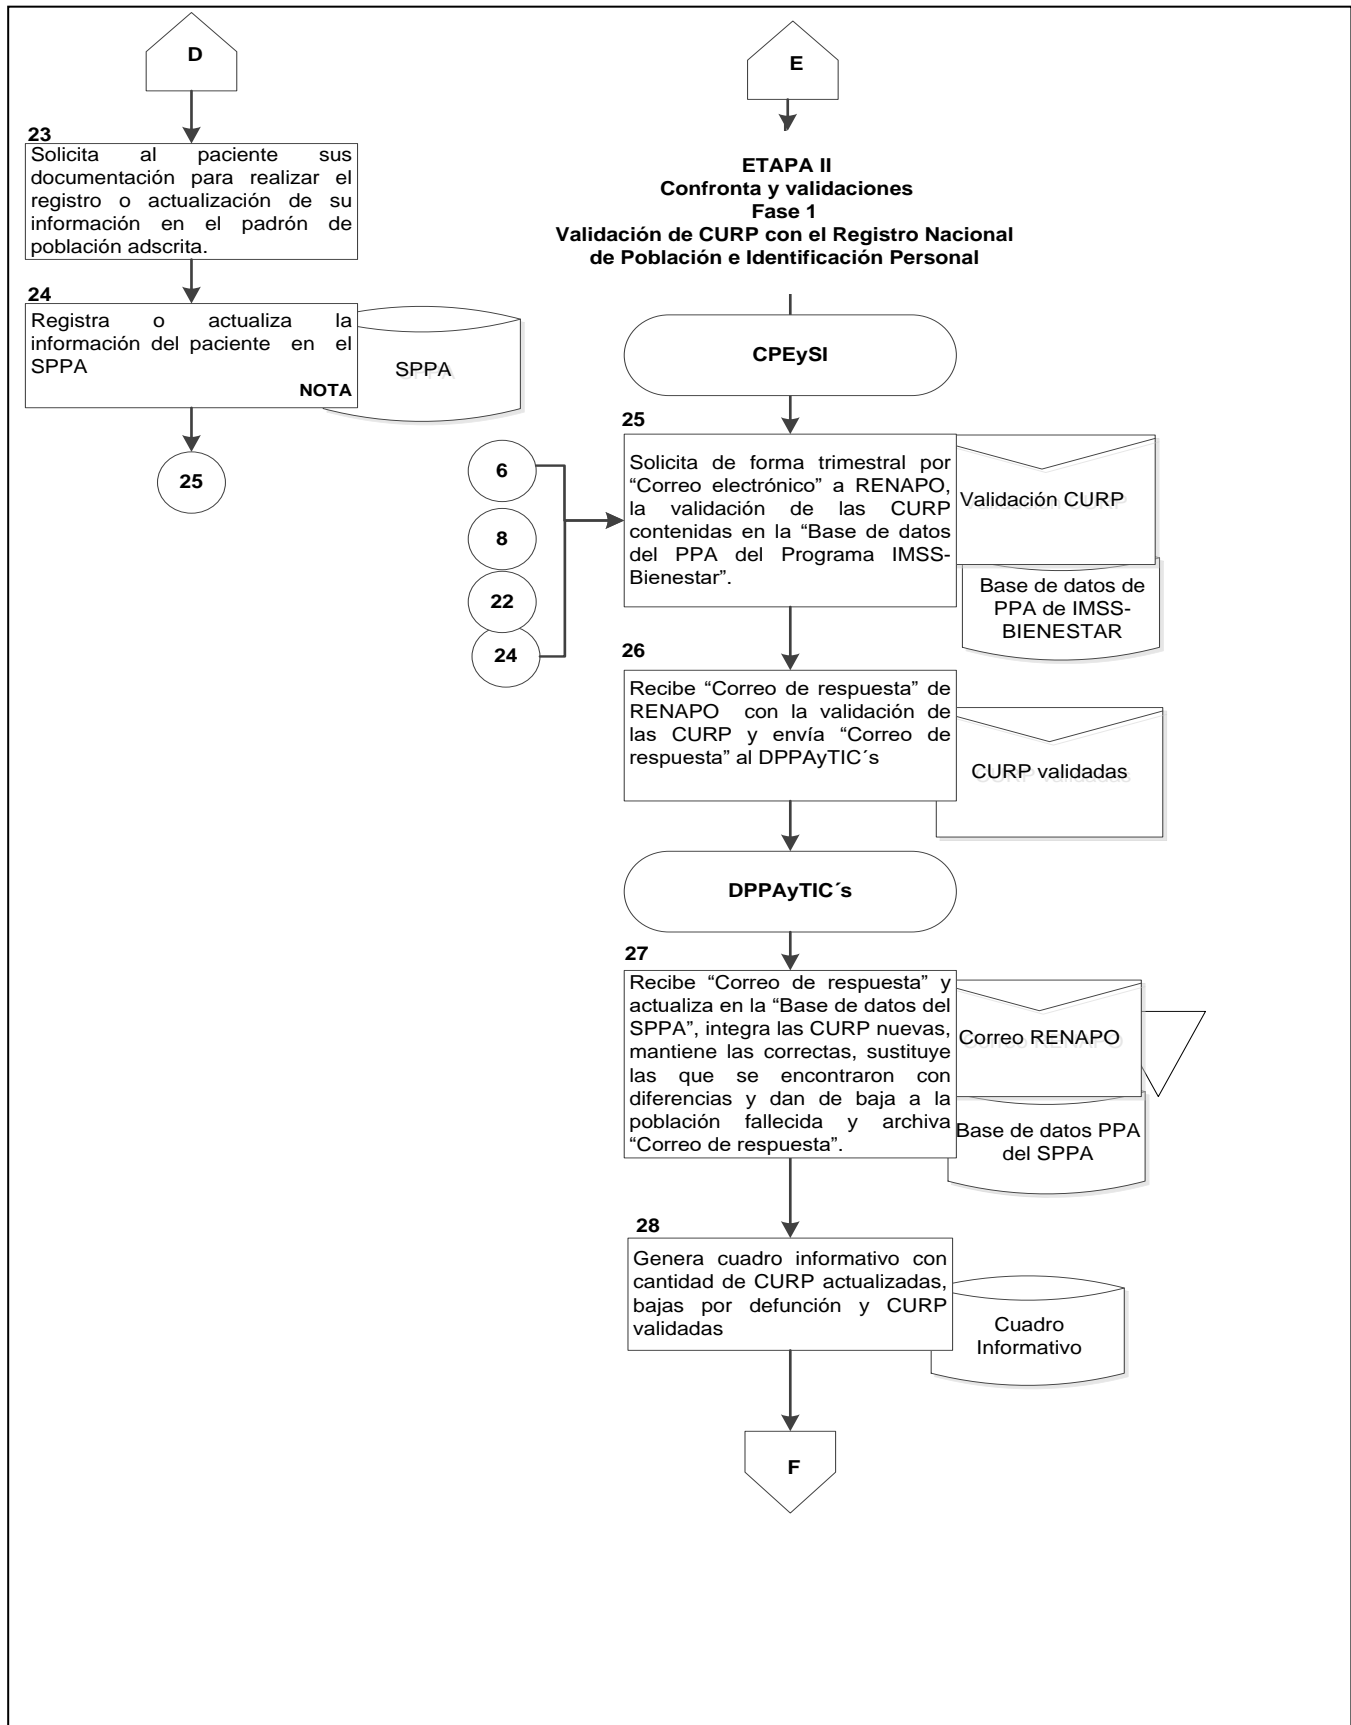 D
23
Solicita al paciente sus
documentación para realizar el
registro o actualización de su
información en el padrón de
población adscrita.
24
Registra o actualiza la
información del paciente en el
SPPA
NOTA
SPPA
25
E
ETAPA II
Confronta y validaciones
Fase 1
Validación de CURP con el Registro Nacional
de Población e Identificación Personal
CPEySI
6
8
22
24
25
Solicita de forma trimestral por
“Correo electrónico” a RENAPO,
la validación de las CURP
contenidas en la “Base de datos
del PPA del Programa IMSS-
Bienestar”.
Validación CURP
Base de datos de
PPA de IMSS-
BIENESTAR
26
Recibe “Correo de respuesta” de
RENAPO con la validación de
las CURP y envía “Correo de
respuesta” al DPPAyTIC´s
CURP validadas
DPPAyTIC´s
27
Recibe “Correo de respuesta” y
actualiza en la “Base de datos del
SPPA”, integra las CURP nuevas,
mantiene las correctas, sustituye
las que se encontraron con
diferencias y dan de baja a la
población fallecida y archiva
“Correo de respuesta”.
Correo RENAPO
Base de datos PPA
del SPPA
28
Genera cuadro informativo con
cantidad de CURP actualizadas,
bajas por defunción y CURP
validadas
Cuadro
Informativo
F